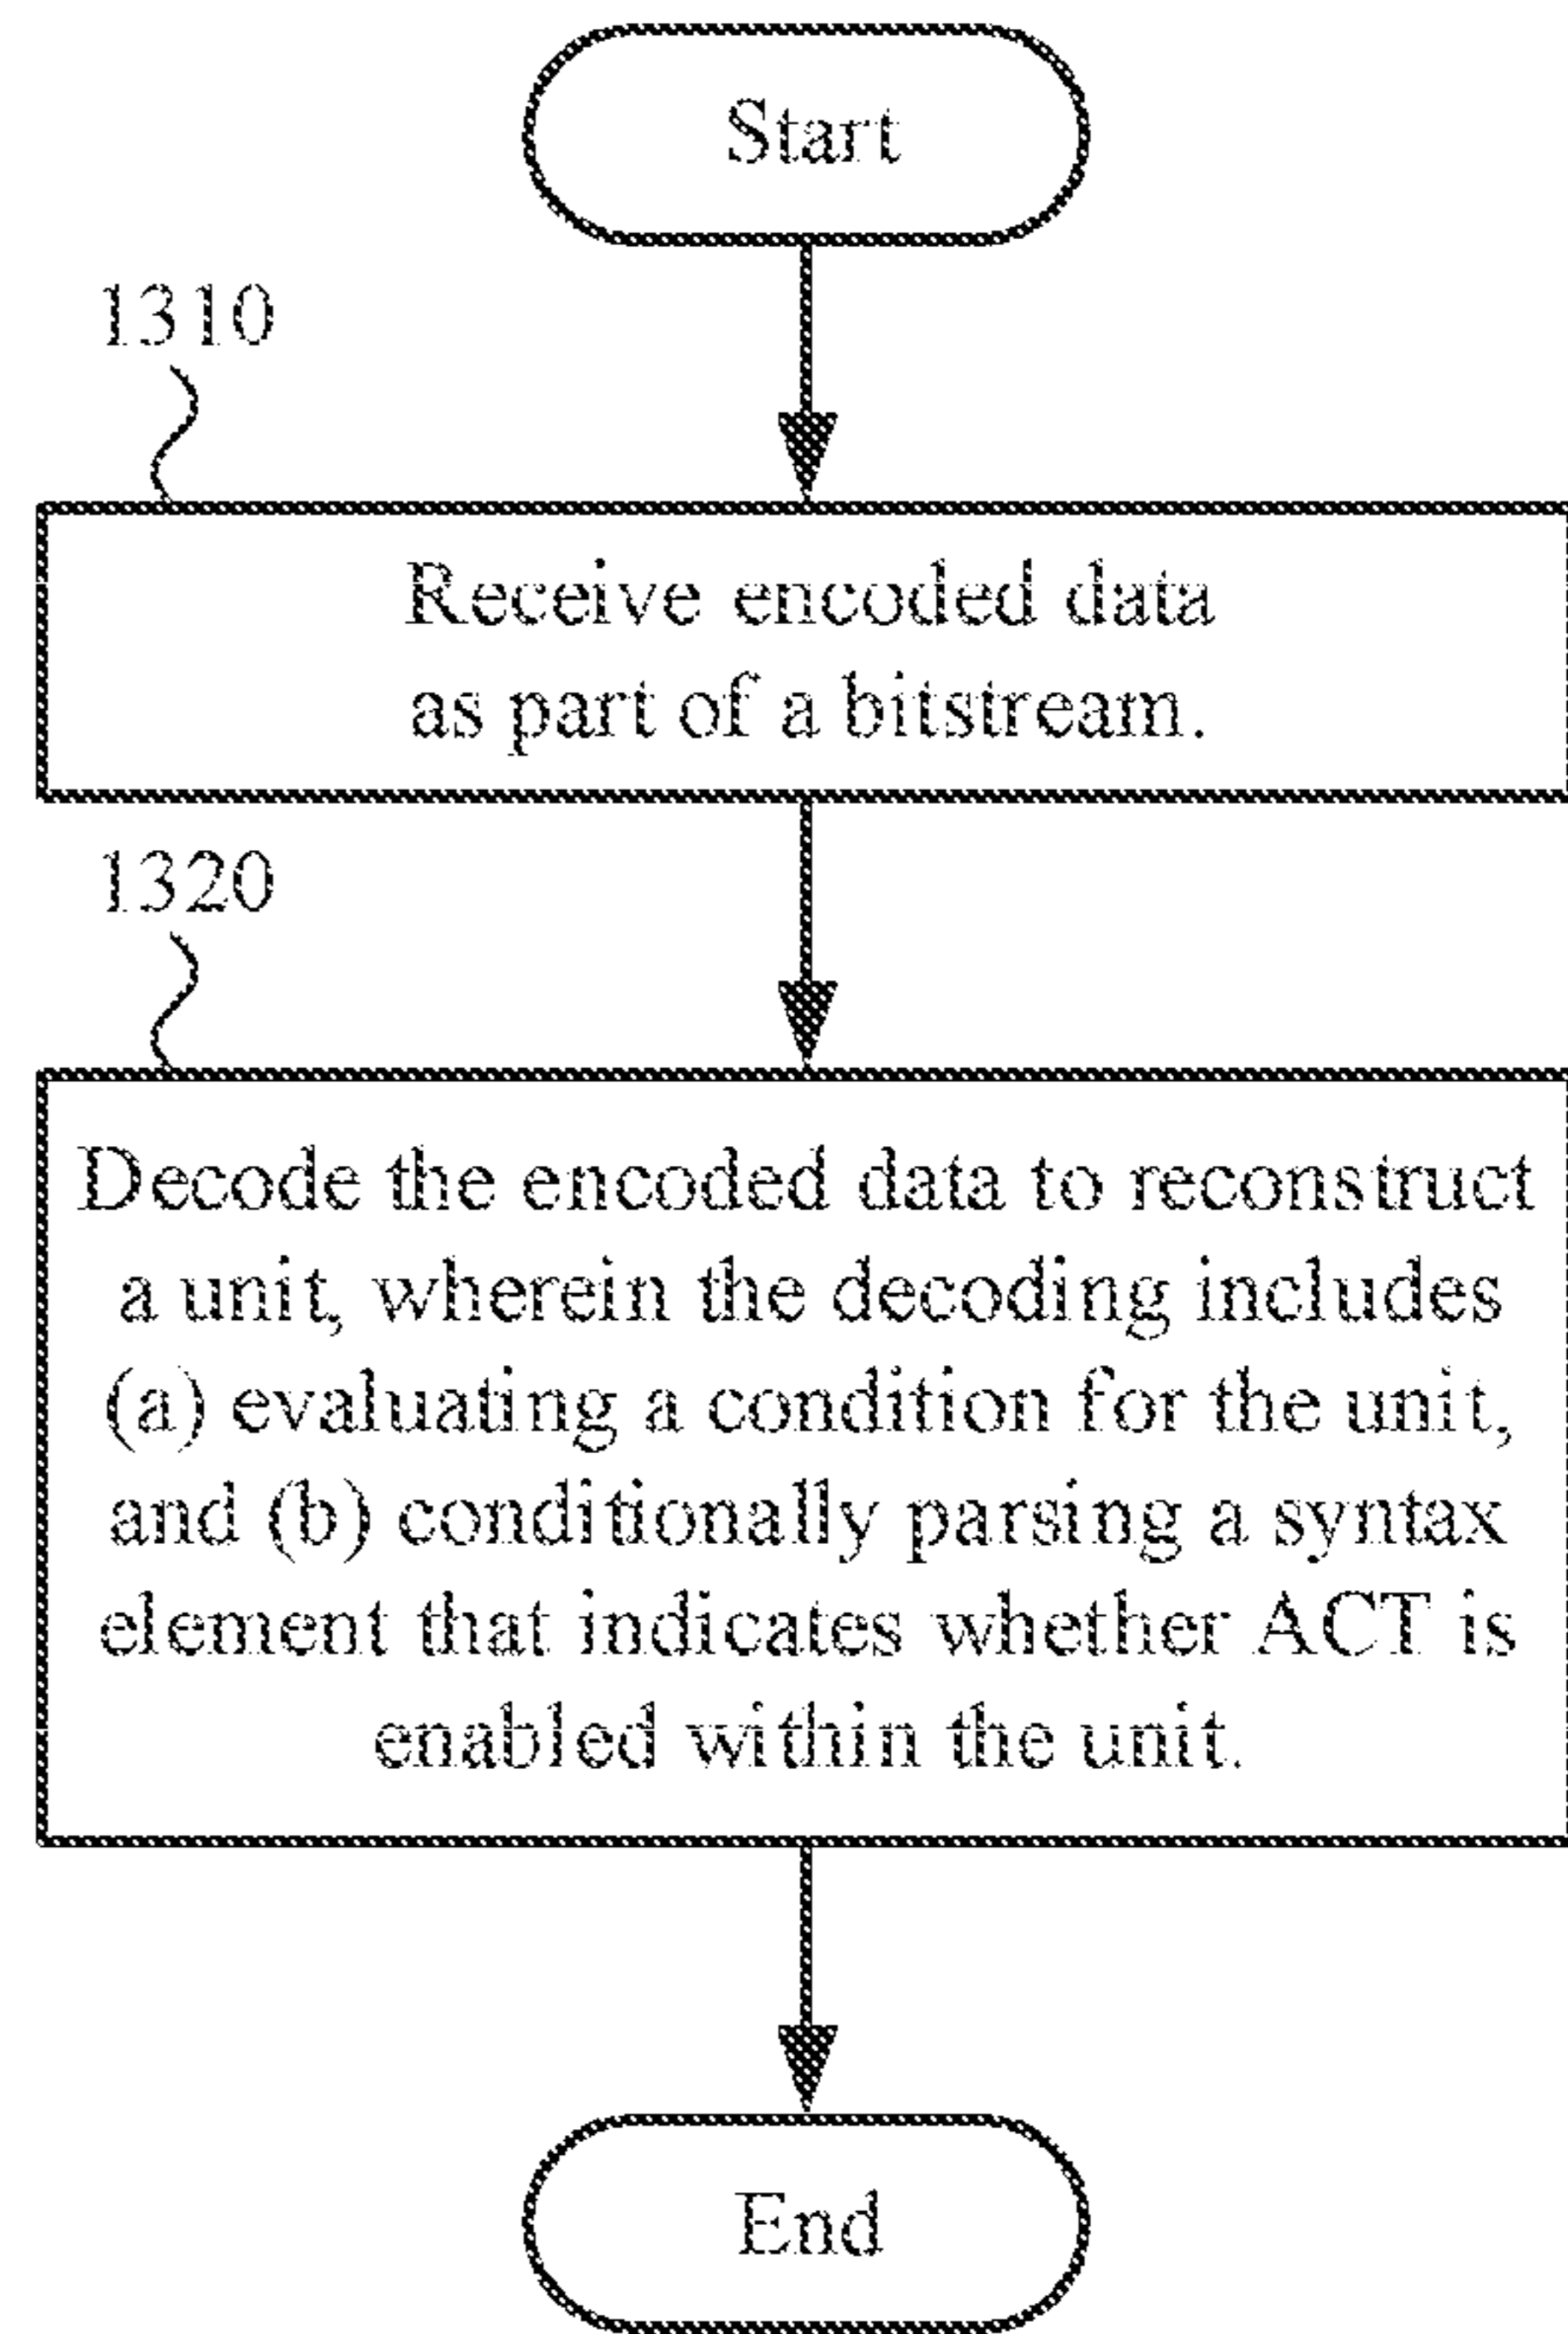 Start
1310
Receive encoded data
as part of a bitstream.
1320
Decode the encoded data to reconstruct
a unit, wherein the decoding includes
(a) evaluating a condition for the unit,
and (b) conditionally parsing a syntax
element that indicates whether ACT is
enabled within the unit.
End